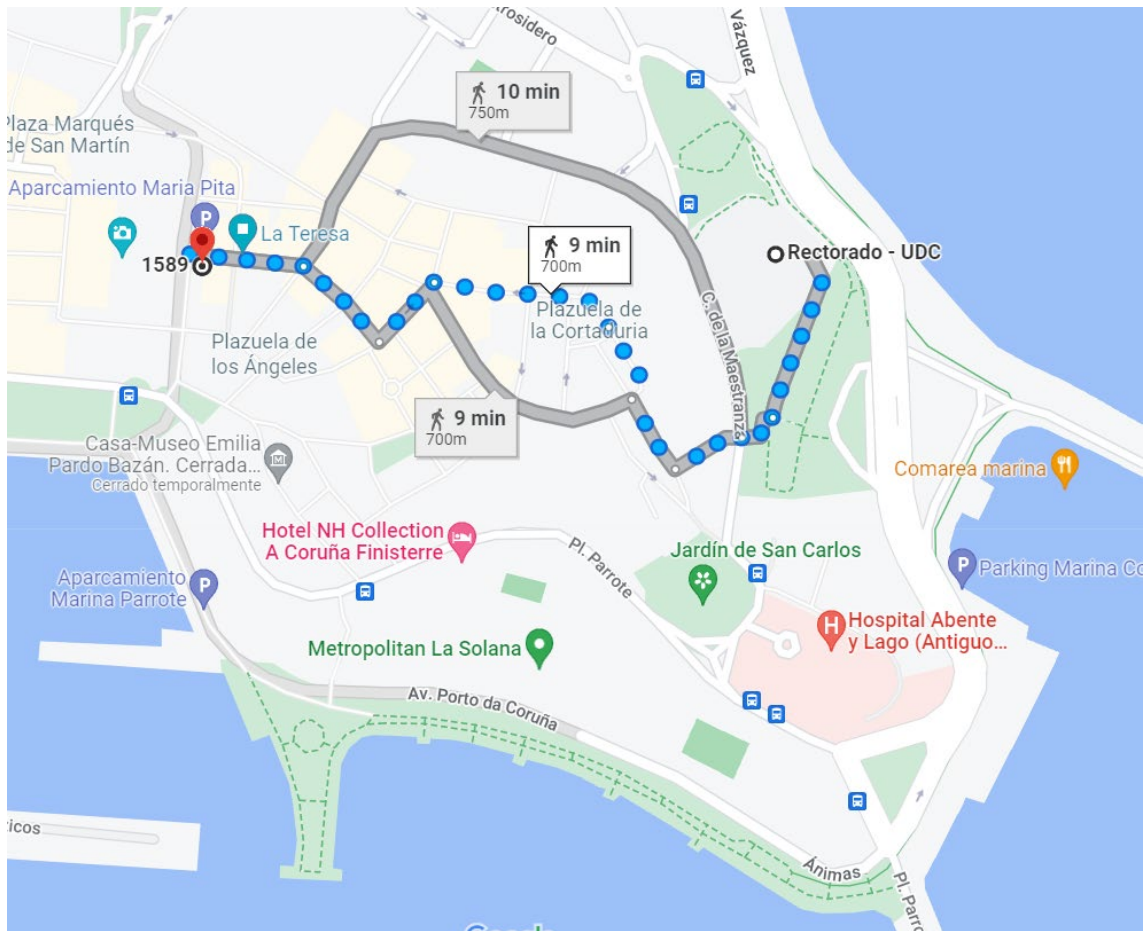 rosidero
Vázquez
10 min
750m
Plaza Marqués
de San Martín
Aparcamiento Maria Pita
P
La Teresa
1589
9 min
700m
Rectorado - UDC
Plazuela de
la Cortaduria
C. de la Maestranza
Plazuela de
los Ángeles
9 min
700m
Casa-Museo Emilia
Pardo Bazán. Cerrada...
Cerrado temporalmente
Comarea marina
Hotel NH Collection
A Coruña Finisterre
Pl. Parrote
Jardín de San Carlos
Aparcamiento
Marina Parrote
P
P
Parking Marina Co
H
Hospital Abente
y Lago (Antiguo...
Metropolitan La Solana
Av. Porto da Coruña
icos
Ánimas
Pl. Parro